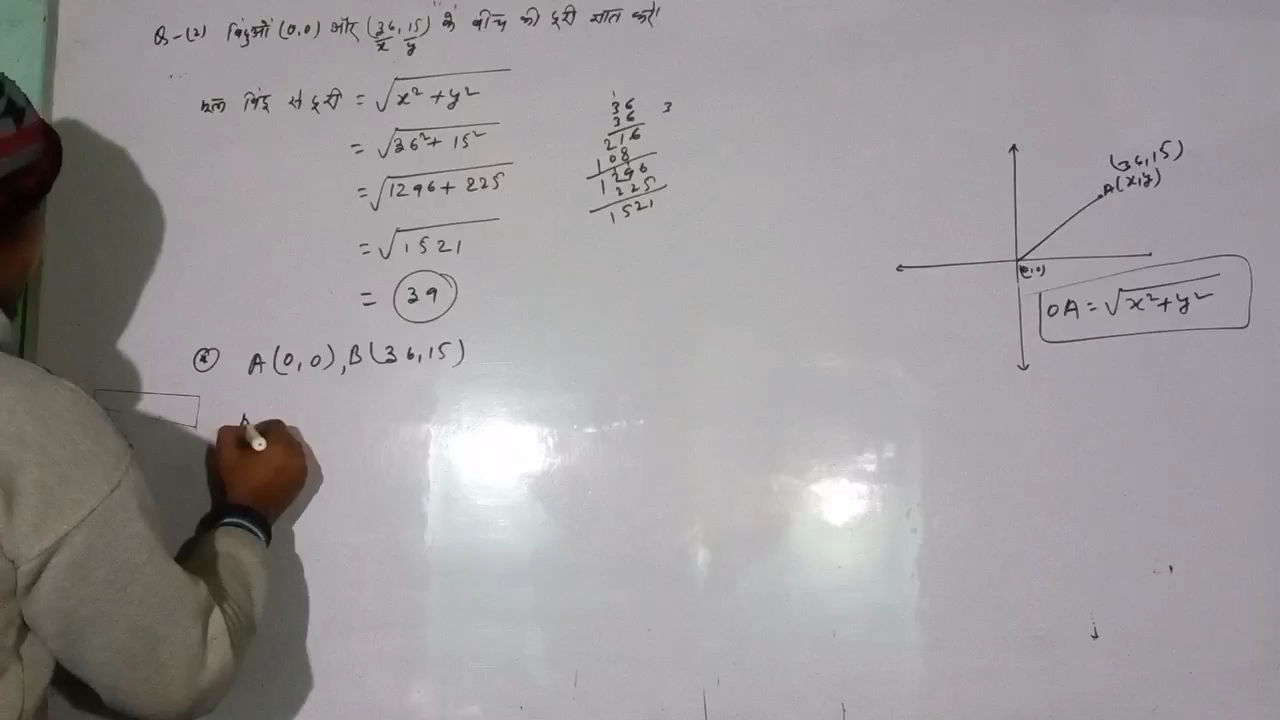 Q-(2) बिंदुओं (0,0) और (36,15) के बीच की दूरी ज्ञात करो।
x y
मूल बिंदु से दूरी = √x² + y²
= √36² + 15²
= √1296 + 225
= √1521
= 39
A(0,0), B(36,15)
36
36
216
108
1296
1225
1521
3
(36,15)
A(x,y)
(0,0)
OA = √x² + y²